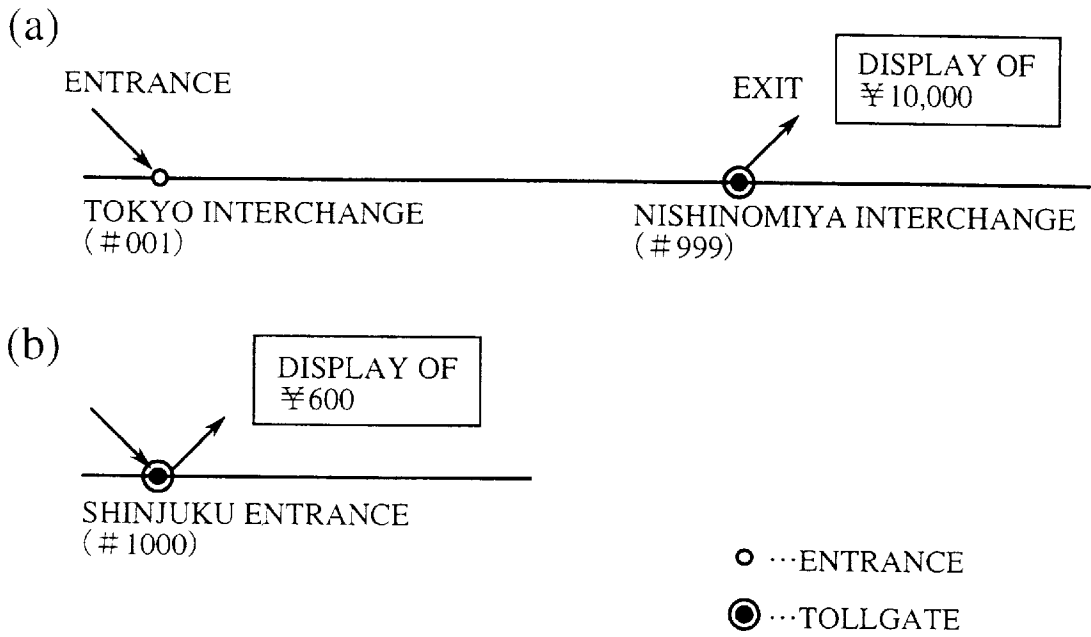 (a)
ENTRANCE
EXIT
DISPLAY OF
¥10,000
TOKYO INTERCHANGE
(#001)
NISHINOMIYA INTERCHANGE
(#999)
(b)
DISPLAY OF
¥600
SHINJUKU ENTRANCE
(#1000)
…ENTRANCE
…TOLLGATE